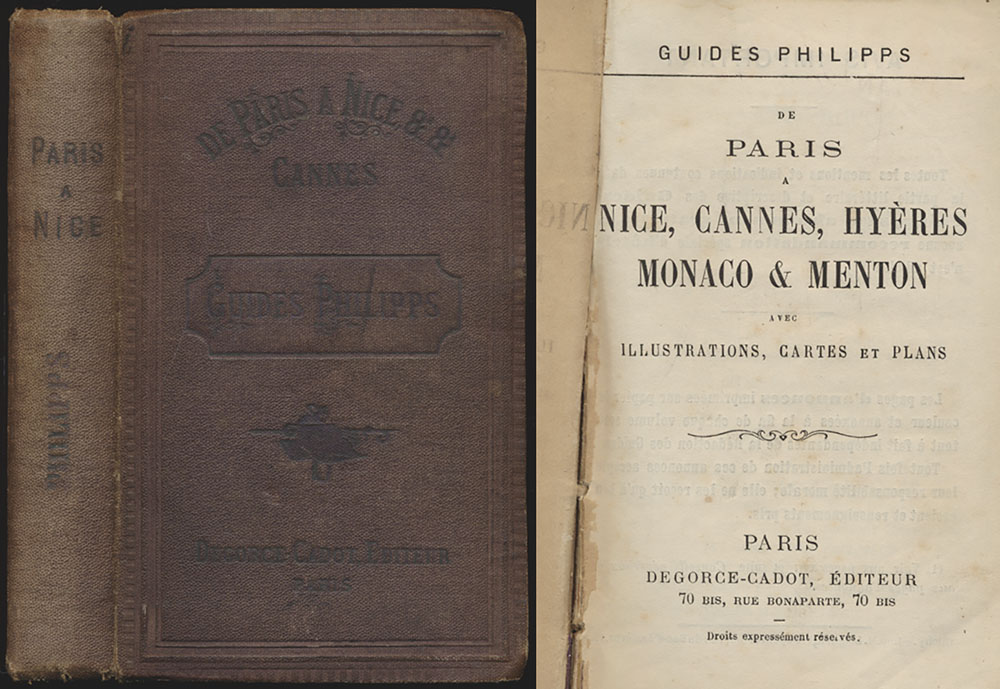 PARIS
A
NICE
PHILIPPS
DE PARIS A NICE & &
CANNES
GUIDES PHILIPPS
DEGORCE-CADOT, EDITEUR
PARIS
GUIDES PHILIPPS
DE
PARIS
A
NICE, CANNES, HYÈRES
MONACO & MENTON
AVEC
ILLUSTRATIONS, CARTES ET PLANS
PARIS
DEGORCE-CADOT, ÉDITEUR
70 BIS, RUE BONAPARTE, 70 BIS
Droits expressément réservés.